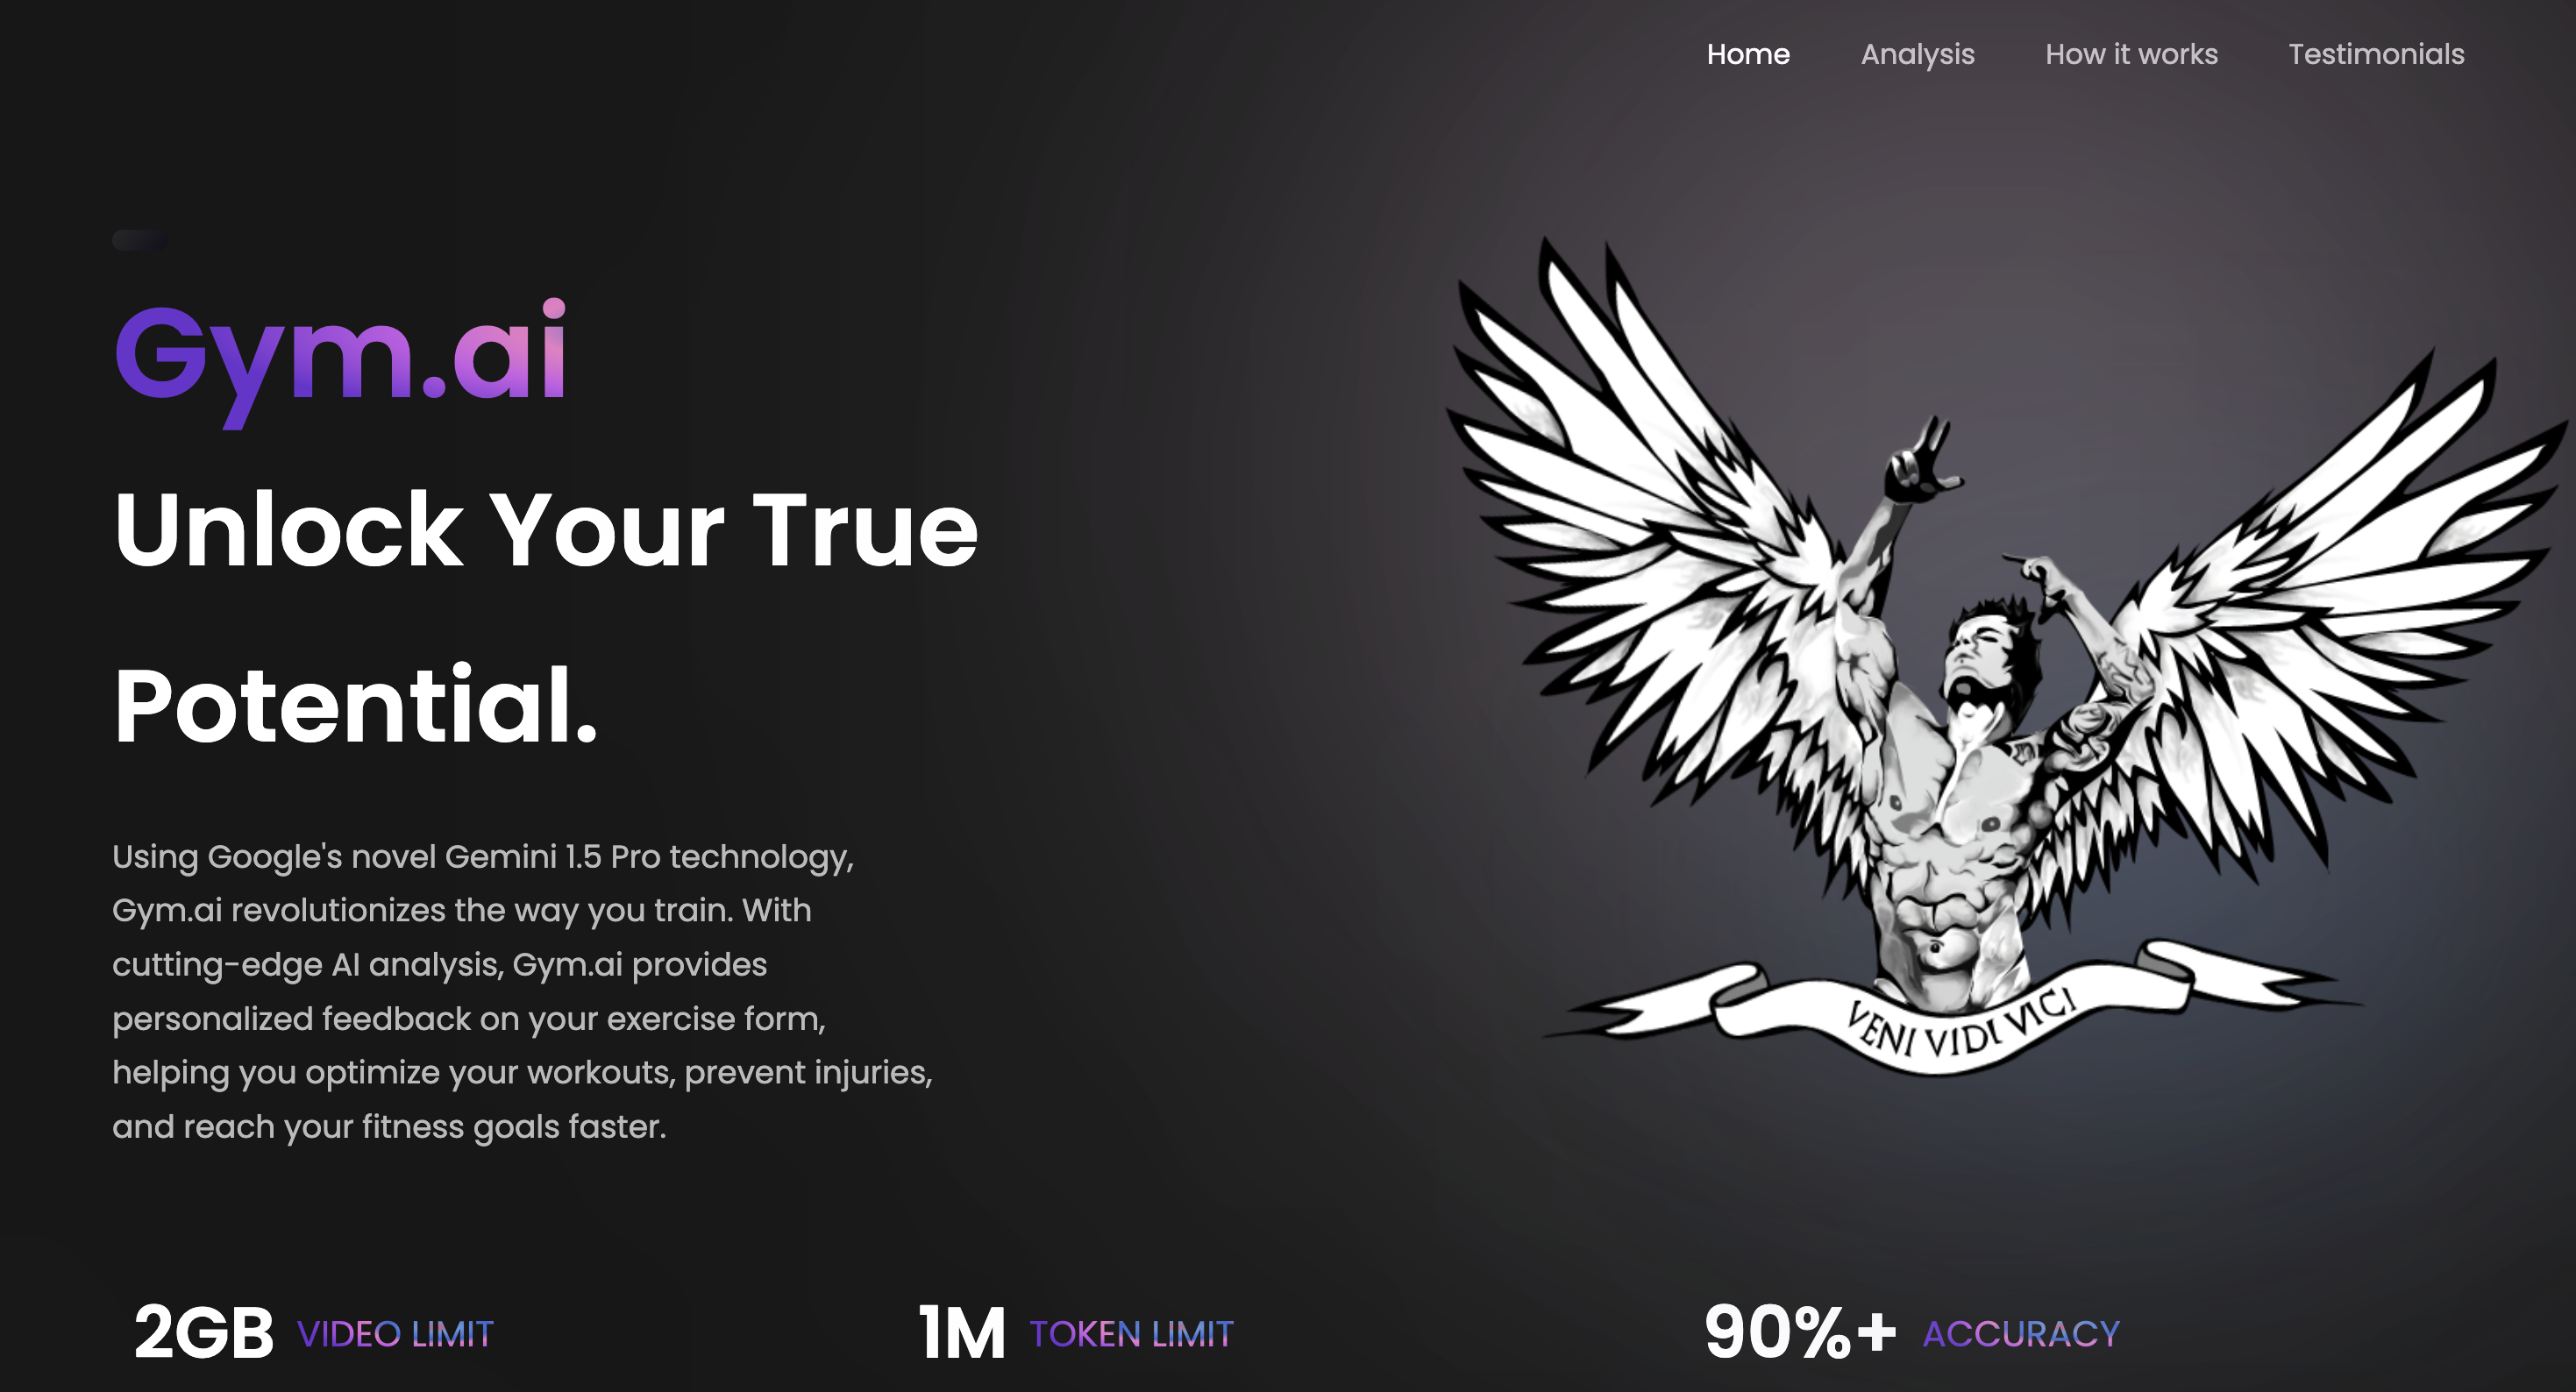 Home Analysis How it works Testimonials
Gym.ai
Unlock Your True
Potential.
Using Google's novel Gemini 1.5 Pro technology,
Gym.ai revolutionizes the way you train. With
cutting-edge AI analysis, Gym.ai provides
personalized feedback on your exercise form,
helping you optimize your workouts, prevent injuries,
and reach your fitness goals faster.
VENI VIDI VICI
2GB VIDEO LIMIT
1M TOKEN LIMIT
90%+ ACCURACY